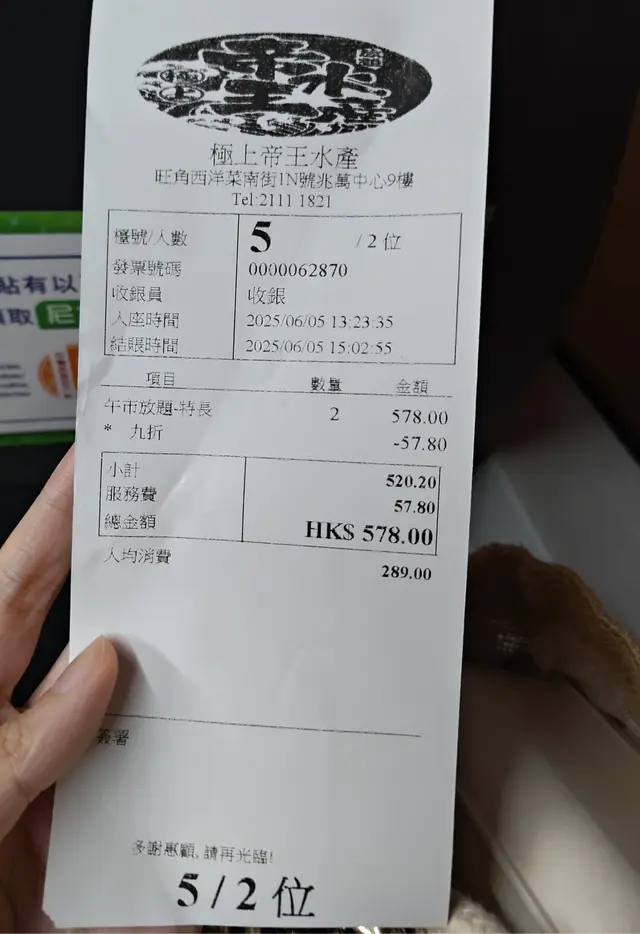 極上帝王水產
旺角西洋菜南街1N號兆萬中心9樓
Tel:2111 1821
檯號/人數 5 /2 位
發票號碼 0000062870
收銀員 收銀
入座時間 2025/06/05 13:23:35
結賬時間 2025/06/05 15:02:55
項目 數量 金額
午市放題-特長 2 578.00
* 九折 -57.80
小計 520.20
服務費 57.80
總金額 HK$ 578.00
人均消費 289.00
簽署
多謝惠顧, 請再光臨!
5 / 2 位
貼有以
取